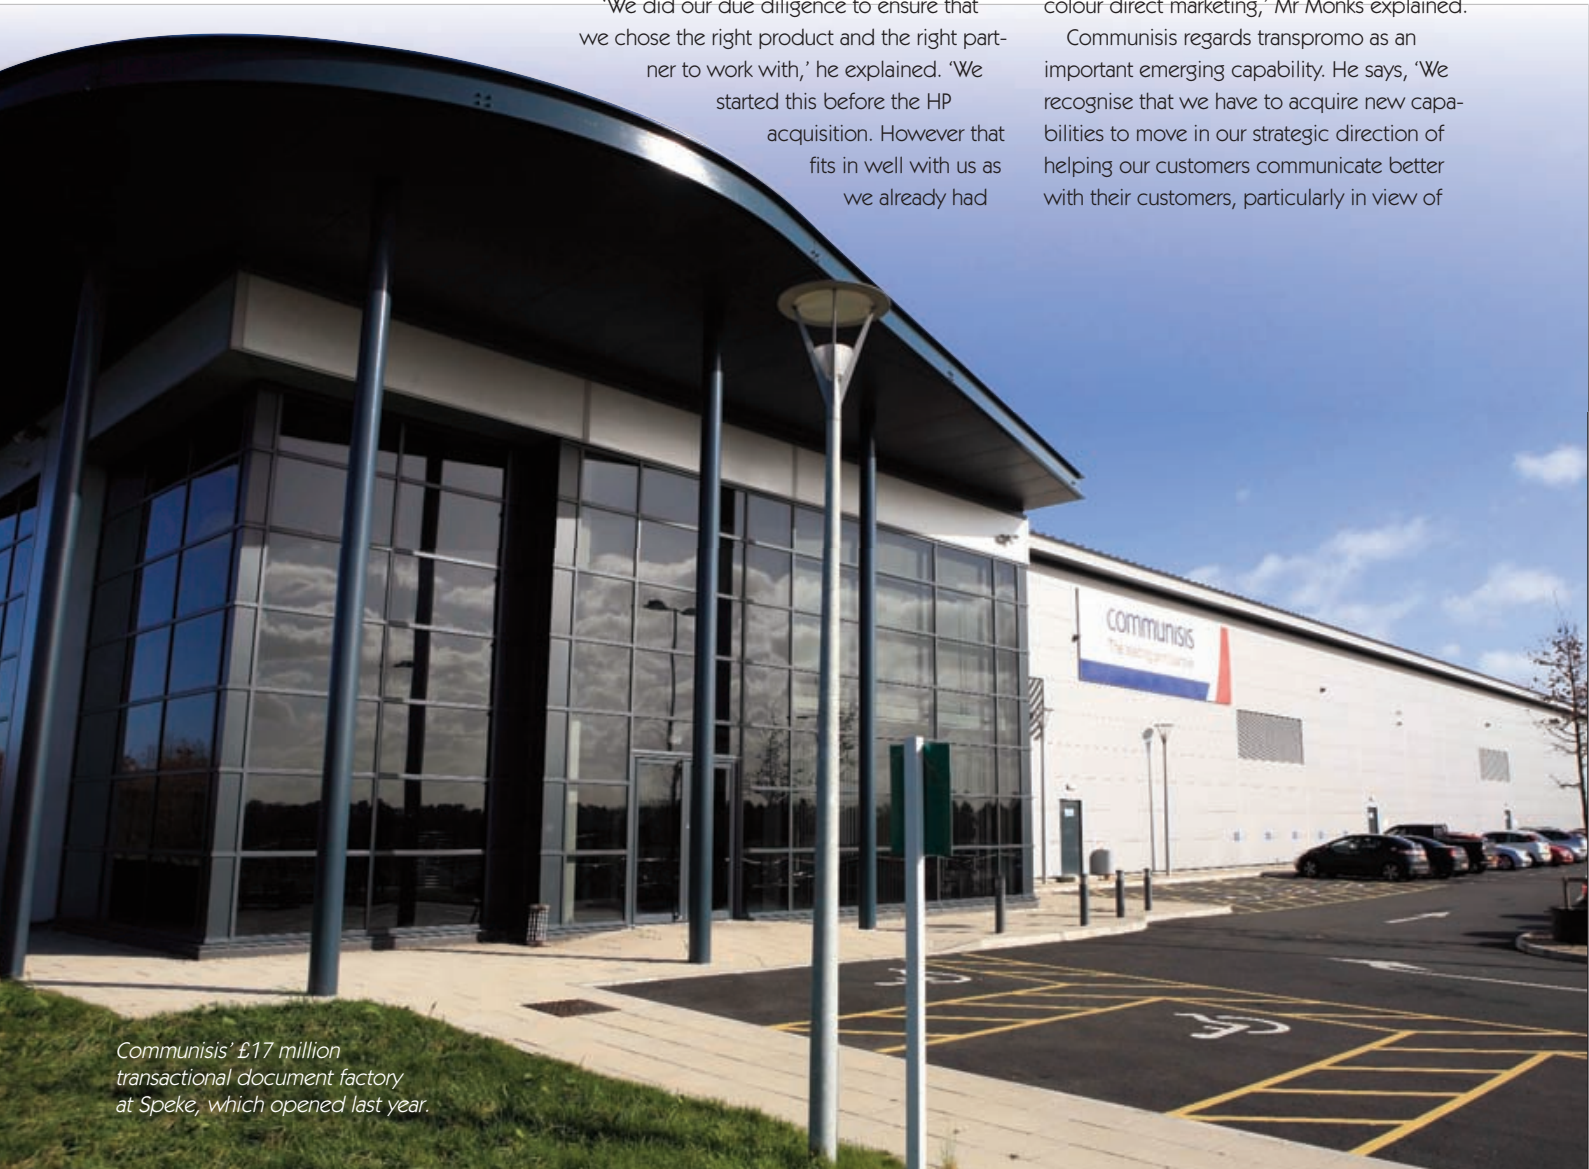 ‘We did our due diligence to ensure that
we chose the right product and the right part-
ner to work with,’ he explained. ‘We
started this before the HP
acquisition. However that
fits in well with us as
we already had
colour direct marketing,’ Mr Monks explained.
Communisis regards transpromo as an
important emerging capability. He says, ‘We
recognise that we have to acquire new capa-
bilities to move in our strategic direction of
helping our customers communicate better
with their customers, particularly in view of
communisis
Communisis’ £17 million
transactional document factory
at Speke, which opened last year.